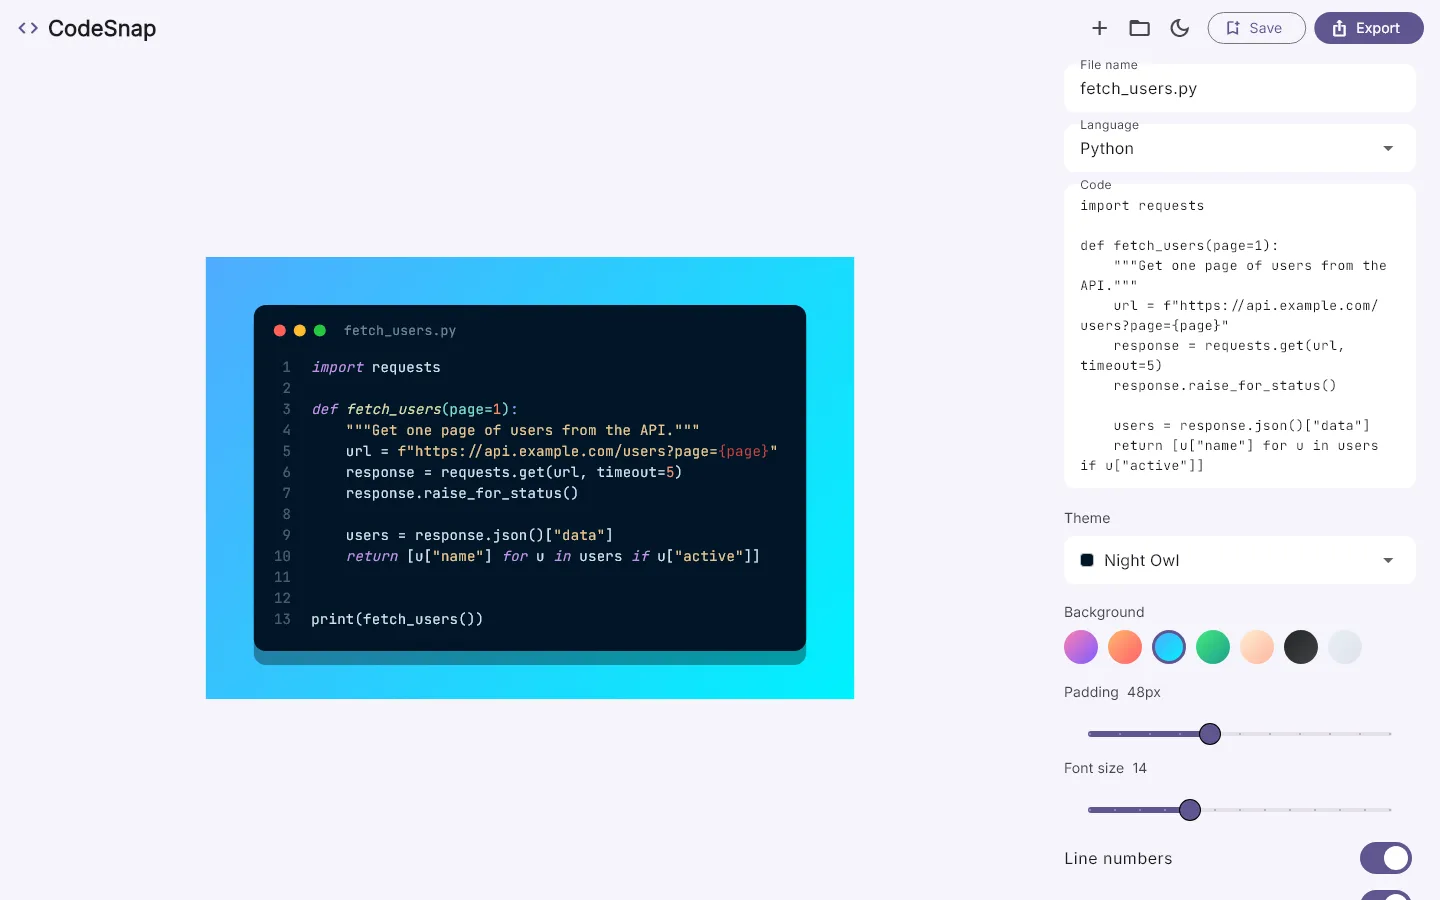 CodeSnap
Save
Export
fetch_users.py
1 import requests
2
3 def fetch_users(page=1):
4     """Get one page of users from the API."""
5     url = f"https://api.example.com/users?page={page}"
6     response = requests.get(url, timeout=5)
7     response.raise_for_status()
8
9     users = response.json()["data"]
10     return [u["name"] for u in users if u["active"]]
11
12
13 print(fetch_users())
File name
fetch_users.py
Language
Python
Code
import requests
def fetch_users(page=1):
    """Get one page of users from the
API."""
    url = f"https://api.example.com/
users?page={page}"
    response = requests.get(url,
timeout=5)
    response.raise_for_status()
    users = response.json()["data"]
    return [u["name"] for u in users
if u["active"]]
Theme
Night Owl
Background
Padding 48px
Font size 14
Line numbers